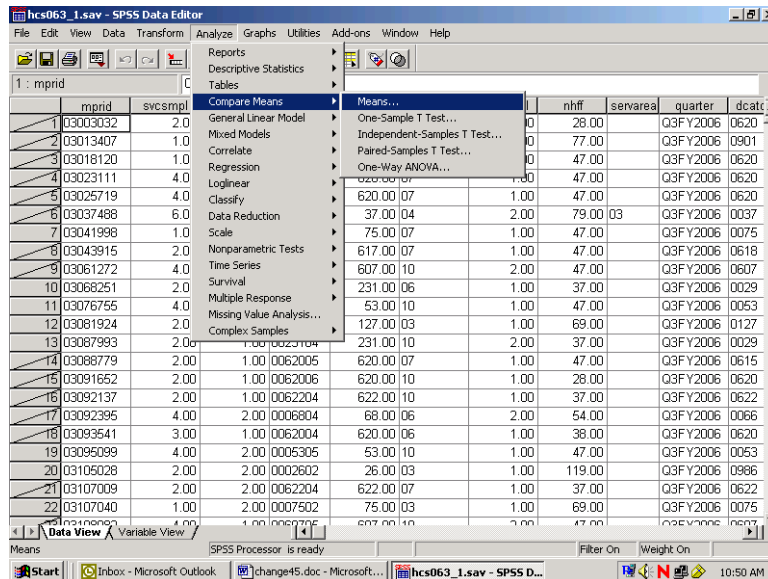 hcs063_1.sav - SPSS Data Editor
File Edit View Data Transform Analyze Graphs Utilities Add-ons Window Help
1 : mprid
Reports
Descriptive Statistics
Tables
Compare Means
General Linear Model
Mixed Models
Correlate
Regression
Loglinear
Classify
Data Reduction
Scale
Nonparametric Tests
Time Series
Survival
Multiple Response
Missing Value Analysis...
Complex Samples
Means...
One-Sample T Test...
Independent-Samples T Test...
Paired-Samples T Test...
One-Way ANOVA...
mprid svcsmpl nhff servarea quarter dcatc
1 03003032 2.0 28.00 Q3FY2006 0620
2 03013407 1.0 77.00 Q3FY2006 0901
3 03018120 1.0 47.00 Q3FY2006 0620
4 03023111 4.0 1.00 47.00 Q3FY2006 0620
5 03025719 4.0 620.00 07 1.00 47.00 Q3FY2006 0620
6 03037488 6.0 37.00 04 2.00 79.00 03 Q3FY2006 0037
7 03041998 1.0 75.00 07 1.00 47.00 Q3FY2006 0075
8 03043915 2.0 617.00 07 1.00 47.00 Q3FY2006 0618
9 03061272 4.0 607.00 10 2.00 47.00 Q3FY2006 0607
10 03068251 2.0 231.00 06 1.00 37.00 Q3FY2006 0029
11 03076755 4.0 53.00 10 1.00 47.00 Q3FY2006 0053
12 03081924 2.0 127.00 03 1.00 69.00 Q3FY2006 0127
13 03087993 2.00 231.00 10 2.00 37.00 Q3FY2006 0029
14 03088779 2.00 1.00 0062005 620.00 07 1.00 47.00 Q3FY2006 0615
15 03091652 2.00 1.00 0062006 620.00 10 1.00 28.00 Q3FY2006 0620
16 03092137 2.00 1.00 0062204 622.00 10 1.00 37.00 Q3FY2006 0622
17 03092395 4.00 2.00 0006804 68.00 06 2.00 54.00 Q3FY2006 0066
18 03093541 3.00 1.00 0062004 620.00 06 1.00 38.00 Q3FY2006 0620
19 03095099 4.00 2.00 0005305 53.00 10 1.00 47.00 Q3FY2006 0053
20 03105028 2.00 2.00 0002602 26.00 03 1.00 119.00 Q3FY2006 0986
21 03107009 2.00 2.00 0062204 622.00 07 1.00 37.00 Q3FY2006 0622
22 03107040 1.00 2.00 0007502 75.00 03 1.00 69.00 Q3FY2006 0075
Data View Variable View
Means SPSS Processor is ready Filter On Weight On
Start Inbox - Microsoft Outlook change45.doc - Microsoft... hcs063_1.sav - SPSS D... 10:50 AM